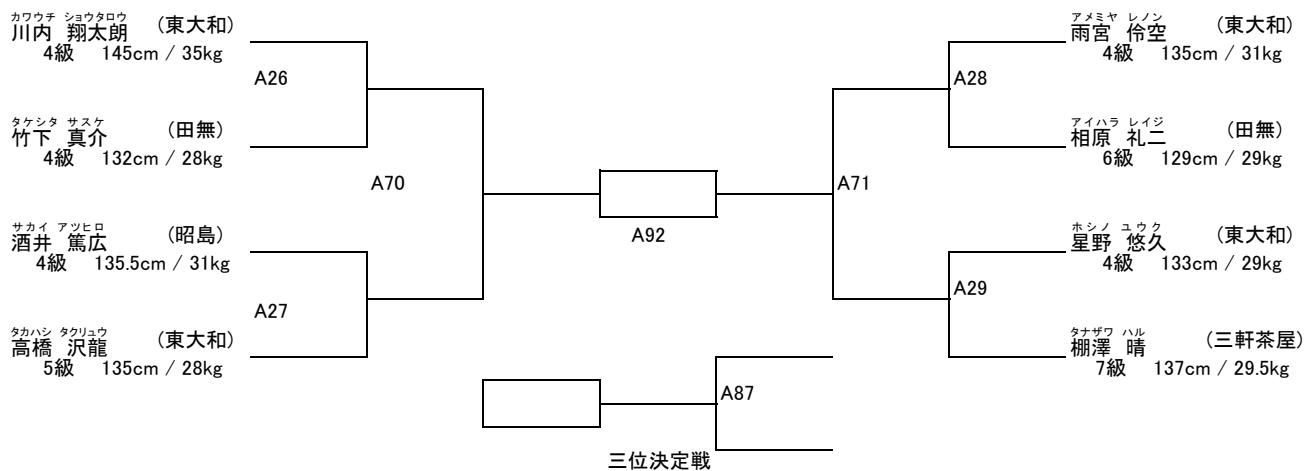 カワウチ ショウタロウ
川内 翔太朗 (東大和)
4級 145cm / 35kg
A26
タケシタ サスケ
竹下 真介 (田無)
4級 132cm / 28kg
A70
サカイ アツヒロ
酒井 篤広 (昭島)
4級 135.5cm / 31kg
A27
タカハシ タクリュウ
高橋 沢龍 (東大和)
5級 135cm / 28kg
A92
A87
三位決定戦
アメミヤ レノン
雨宮 伶空 (東大和)
4級 135cm / 31kg
A28
アイハラ レイジ
相原 礼二 (田無)
6級 129cm / 29kg
A71
ホシノ ユウク
星野 悠久 (東大和)
4級 133cm / 29kg
A29
タナザワ ハル
棚澤 晴 (三軒茶屋)
7級 137cm / 29.5kg